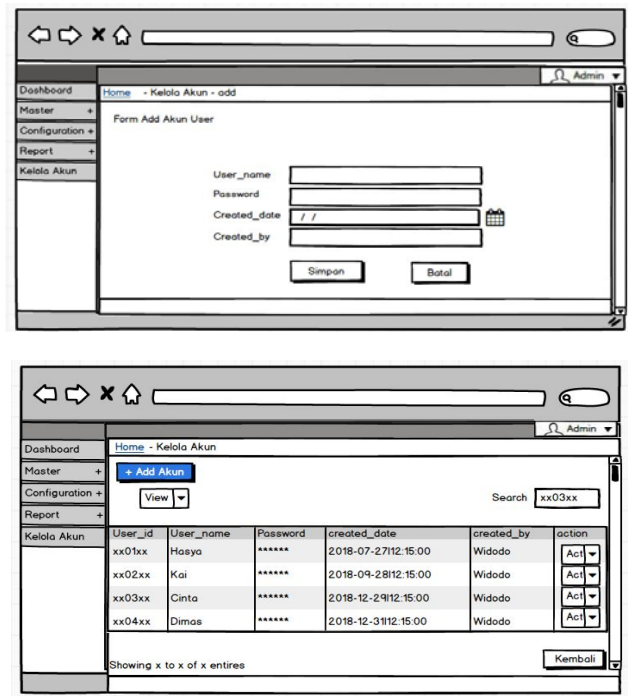 Admin
Dashboard
Master +
Configuration +
Report +
Kelola Akun
Home - Kelola Akun - add
Form Add Akun User
User_name
Password
Created_date / /
Created_by
Simpan Batal
Admin
Dashboard
Master +
Configuration +
Report +
Kelola Akun
Home - Kelola Akun
+ Add Akun
View
Search xx03xx
User_id User_name Password created_date created_by action
xx01xx Hasya ****** 2018-07-27|12:15:00 Widodo Act
xx02xx Kai ****** 2018-09-28|12:15:00 Widodo Act
xx03xx Cinta ****** 2018-12-29|12:15:00 Widodo Act
xx04xx Dimas ****** 2018-12-31|12:15:00 Widodo Act
Showing x to x of x entires
Kembali